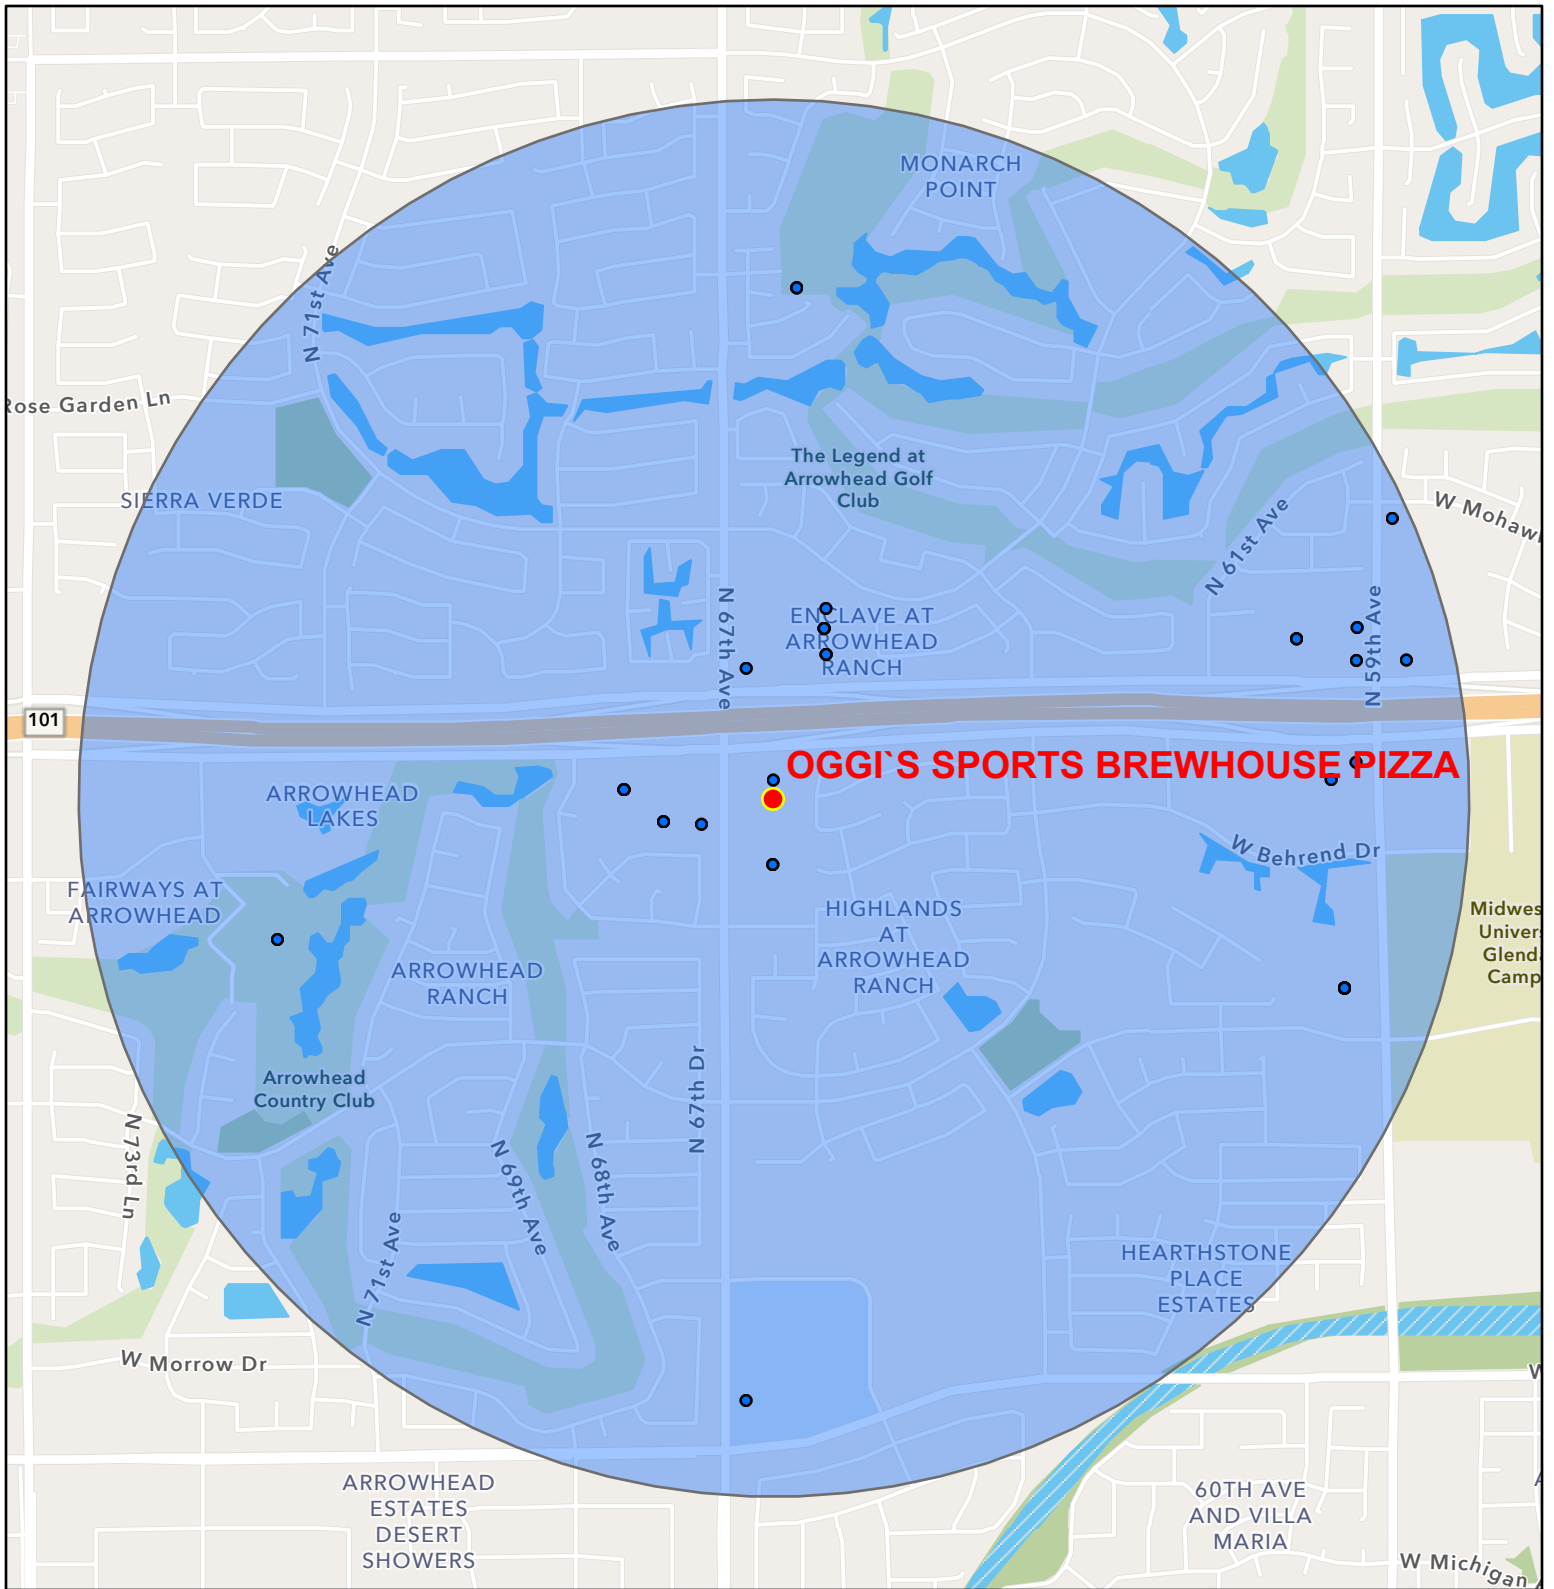 MONARCH
POINT
N 71st Ave
Rose Garden Ln
The Legend at
Arrowhead Golf
Club
SIERRA VERDE
W Mohaw
N 61st Ave
N 67th Ave
ENCLAVE AT
ARROWHEAD
RANCH
N 59th Ave
101
OGGI`S SPORTS BREWHOUSE PIZZA
ARROWHEAD
LAKES
W Behrend Dr
FAIRWAYS AT
ARROWHEAD
HIGHLANDS
AT
ARROWHEAD
RANCH
Midwes
Univer
Glend
Camp
ARROWHEAD
RANCH
Arrowhead
Country Club
N 67th Dr
N 73rd Ln
N 69th Ave
N 68th Ave
N 71st Ave
HEARTHSTONE
PLACE
ESTATES
W Morrow Dr
W
ARROWHEAD
ESTATES
DESERT
SHOWERS
60TH AVE
AND VILLA
MARIA
W Michigan